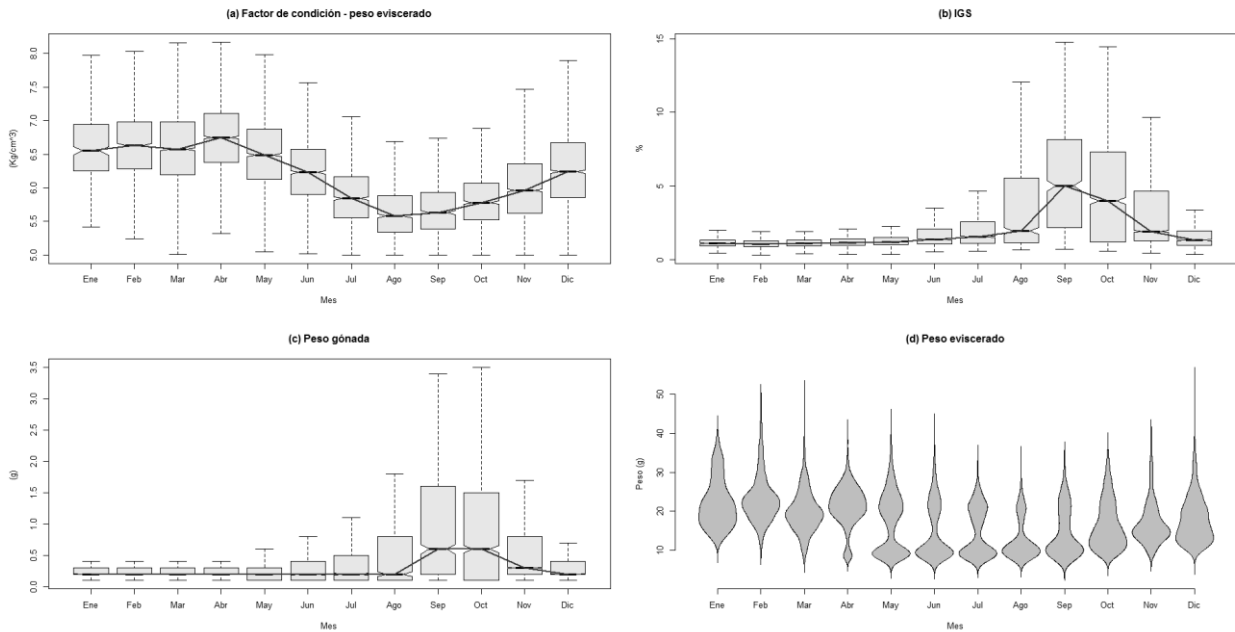 (a) Factor de condición - peso eviscerado
(Kg/cm^3)
8.0
7.5
7.0
6.5
6.0
5.5
5.0
Ene Feb Mar Abr May Jun Jul Ago Sep Oct Nov Dic
Mes
(b) IGS
%
15
10
5
0
Ene Feb Mar Abr May Jun Jul Ago Sep Oct Nov Dic
Mes
(c) Peso gónada
(g)
3.5
3.0
2.5
2.0
1.5
1.0
0.5
0.0
Ene Feb Mar Abr May Jun Jul Ago Sep Oct Nov Dic
Mes
(d) Peso eviscerado
Peso (g)
50
40
30
20
10
Ene Feb Mar Abr May Jun Jul Ago Sep Oct Nov Dic
Mes